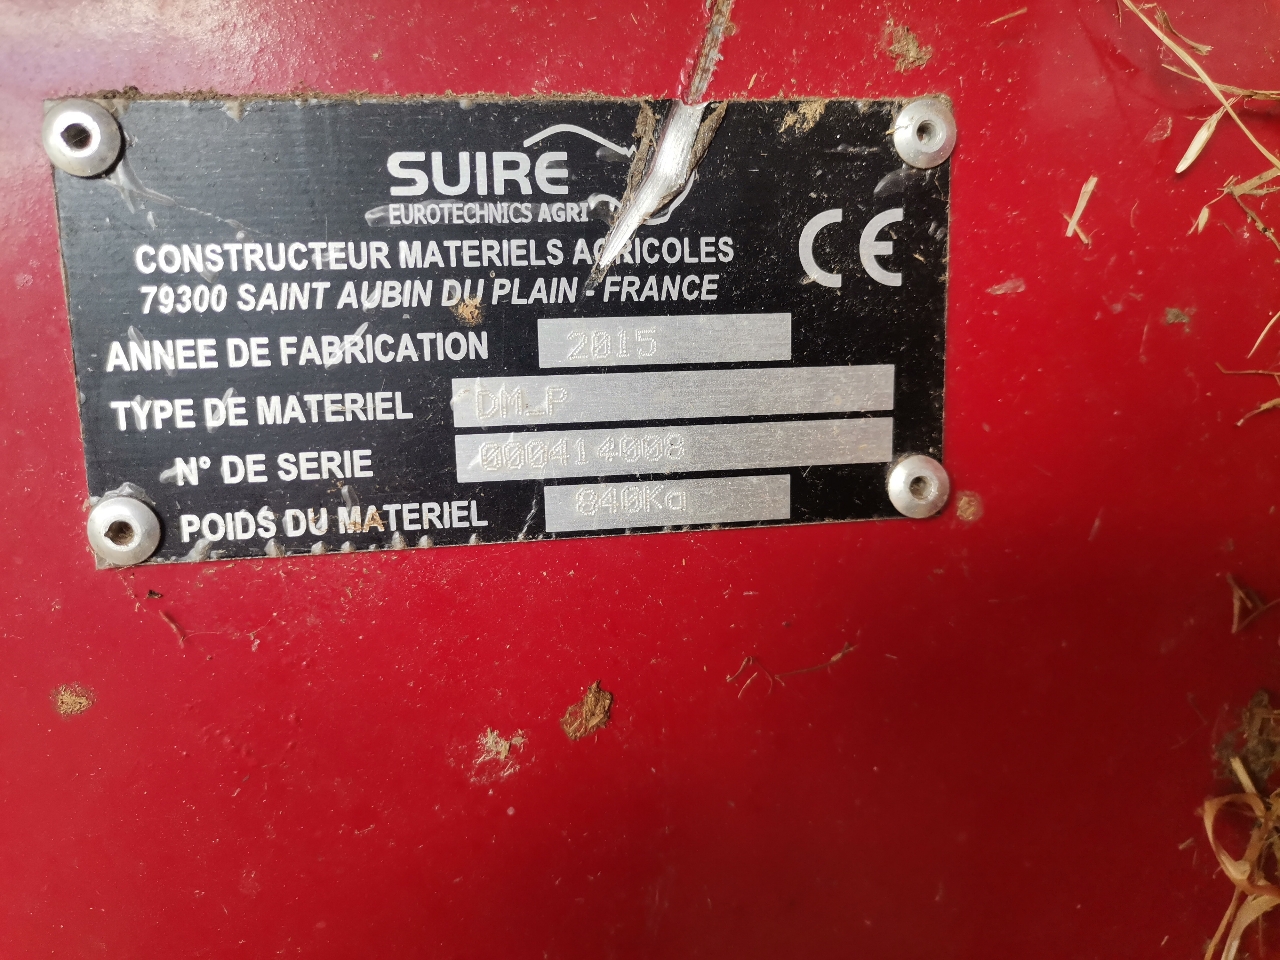 SUIRE
EUROTECHNICS AGRI
CONSTRUCTEUR MATERIELS AGRICOLES
79300 SAINT AUBIN DU PLAIN - FRANCE
CE
ANNEE DE FABRICATION 2015
TYPE DE MATERIEL DM_P
N° DE SERIE 000414008
POIDS DU MATERIEL 840Kg